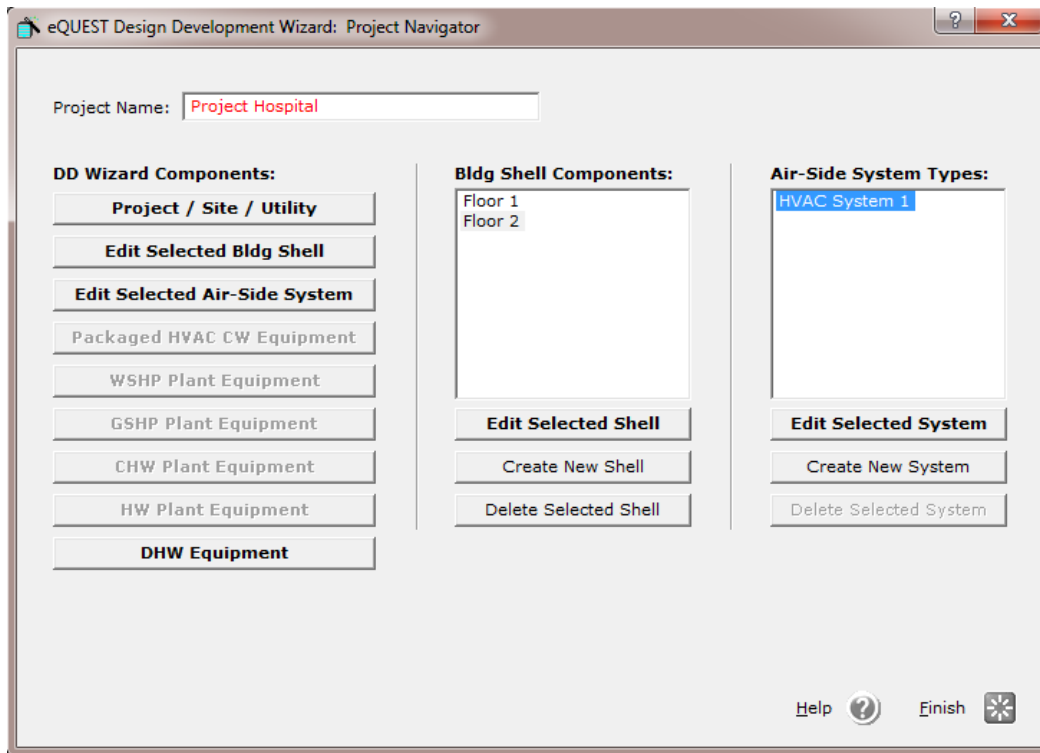 eQUEST Design Development Wizard: Project Navigator
Project Name: Project Hospital
DD Wizard Components:
Project / Site / Utility
Edit Selected Bldg Shell
Edit Selected Air-Side System
Packaged HVAC CW Equipment
WSHP Plant Equipment
GSHP Plant Equipment
CHW Plant Equipment
HW Plant Equipment
DHW Equipment
Bldg Shell Components:
Floor 1
Floor 2
Edit Selected Shell
Create New Shell
Delete Selected Shell
Air-Side System Types:
HVAC System 1
Edit Selected System
Create New System
Delete Selected System
Help
Finish